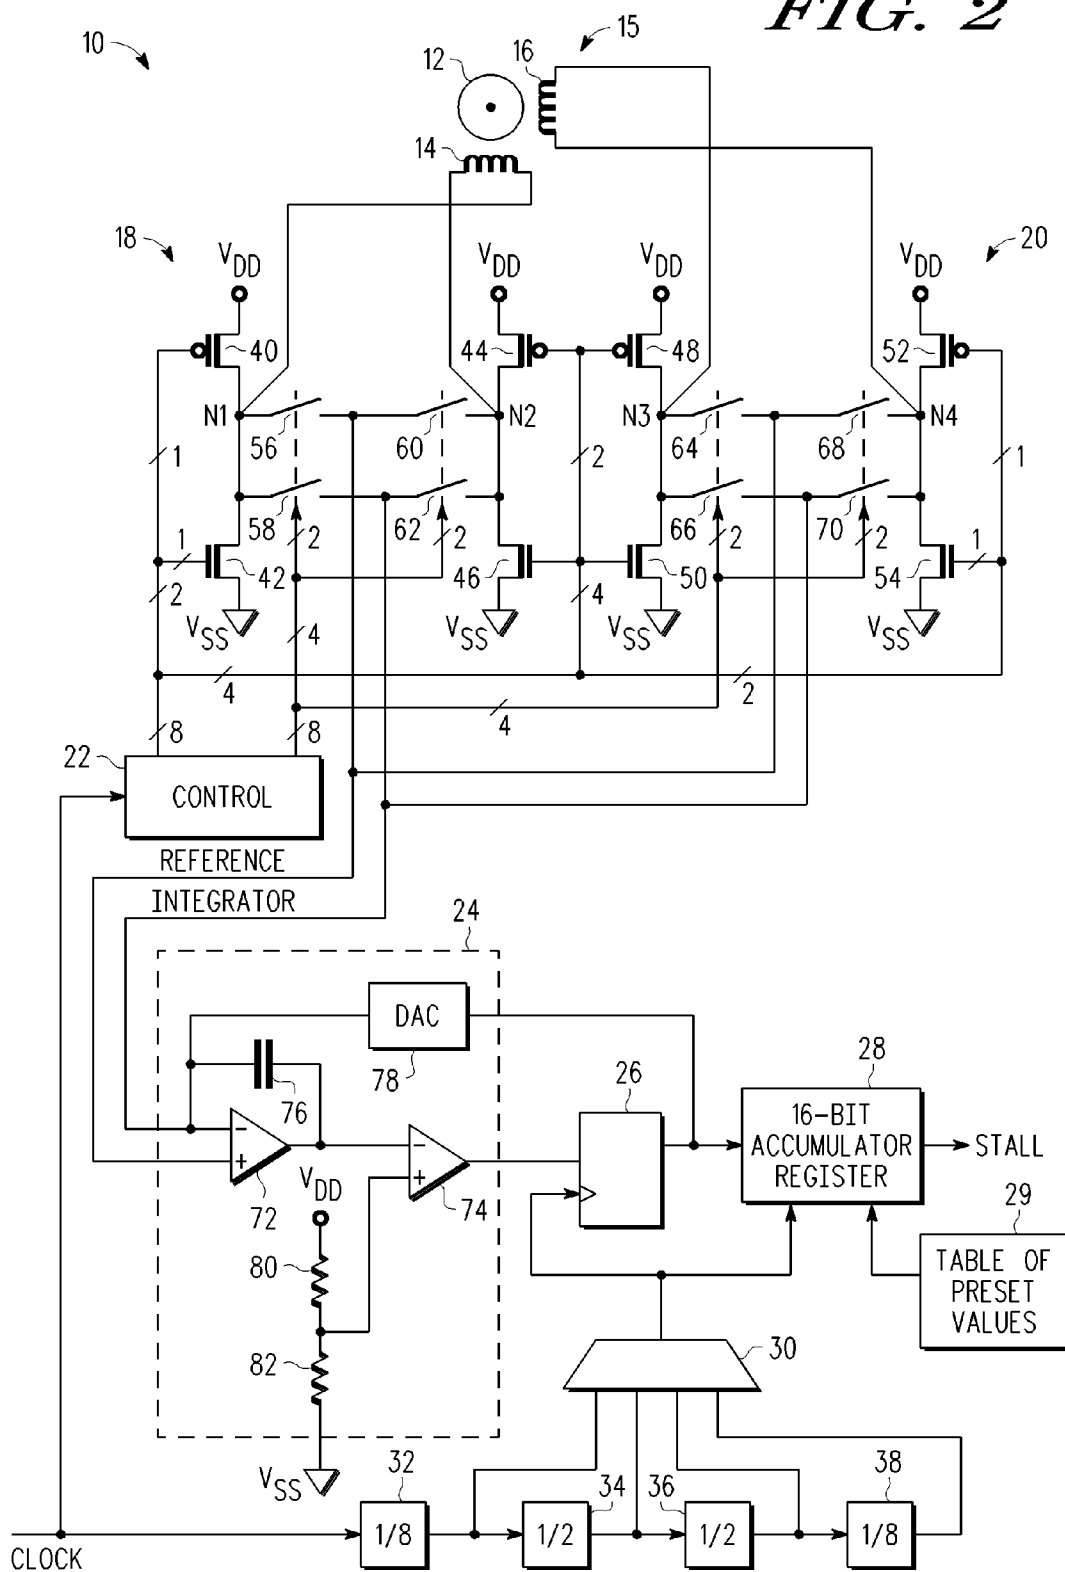 FIG. 2
10
12
16
15
14
18
20
VDD
VDD
VDD
VDD
40
44
48
52
N1
N2
N3
N4
56
60
64
68
1
2
1
58
2
62
2
66
2
70
2
1
42
46
50
54
1
2
4
4
VSS
VSS
VSS
VSS
4
2
4
8
8
22
CONTROL
REFERENCE
INTEGRATOR
24
DAC
78
76
26
28
16-BIT
ACCUMULATOR
REGISTER
STALL
-
+
-
+
72
74
VDD
29
TABLE OF
PRESET
VALUES
80
82
30
VSS
32
34
36
38
1/8
1/2
1/2
1/8
CLOCK